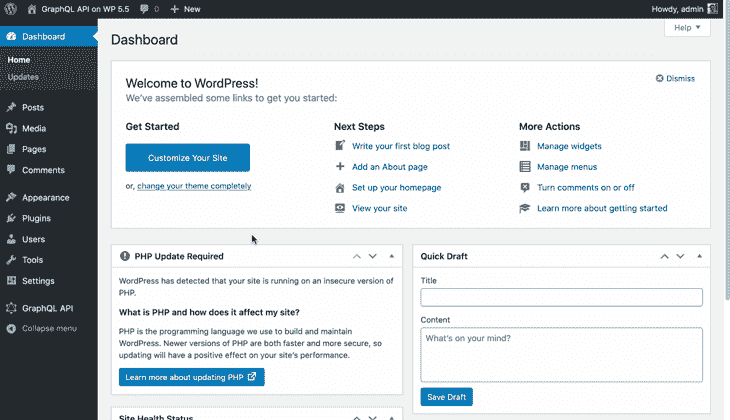 GraphQL API on WP 5.5
0
New
Howdy, admin
Dashboard
Home
Updates
Posts
Media
Pages
Comments
Appearance
Plugins
Users
Tools
Settings
GraphQL API
Collapse menu
Dashboard
Help
Welcome to WordPress!
Dismiss
We've assembled some links to get you started:
Get Started
Customize Your Site
or, change your theme completely
Next Steps
Write your first blog post
Add an About page
Set up your homepage
View your site
More Actions
Manage widgets
Manage menus
Turn comments on or off
Learn more about getting started
PHP Update Required
WordPress has detected that your site is running on an insecure version of
PHP.
What is PHP and how does it affect my site?
PHP is the programming language we use to build and maintain
WordPress. Newer versions of PHP are both faster and more secure, so
updating will have a positive effect on your site's performance.
Learn more about updating PHP
Site Health Status
Quick Draft
Title
Content
What's on your mind?
Save Draft